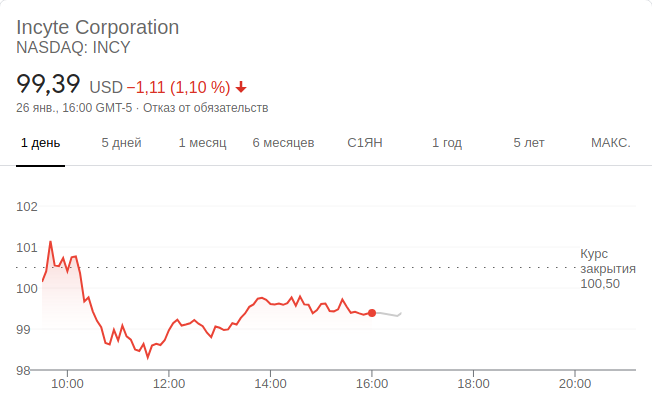 Incyte Corporation
NASDAQ: INCY
99,39 USD −1,11 (1,10 %)
26 янв., 16:00 GMT-5 · Отказ от обязательств
1 день 5 дней 1 месяц 6 месяцев С1ЯН 1 год 5 лет МАКС.
102
101
100
99
98
Курс
закрытия
100,50
10:00 12:00 14:00 16:00 18:00 20:00